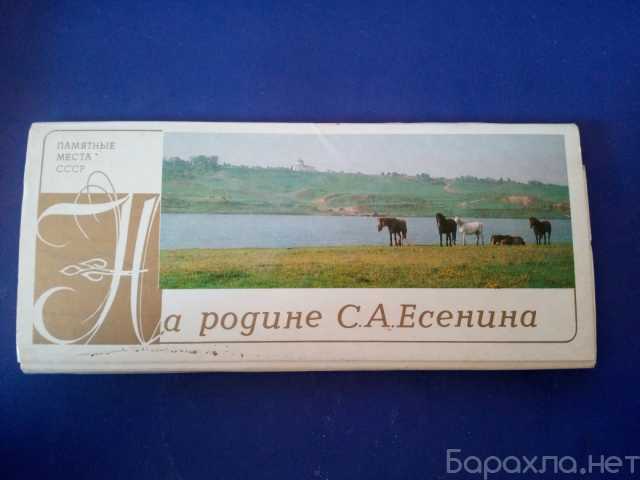 ПАМЯТНЫЕ
МЕСТА
СССР
На родине С.А.Есенина
Барахла.нет